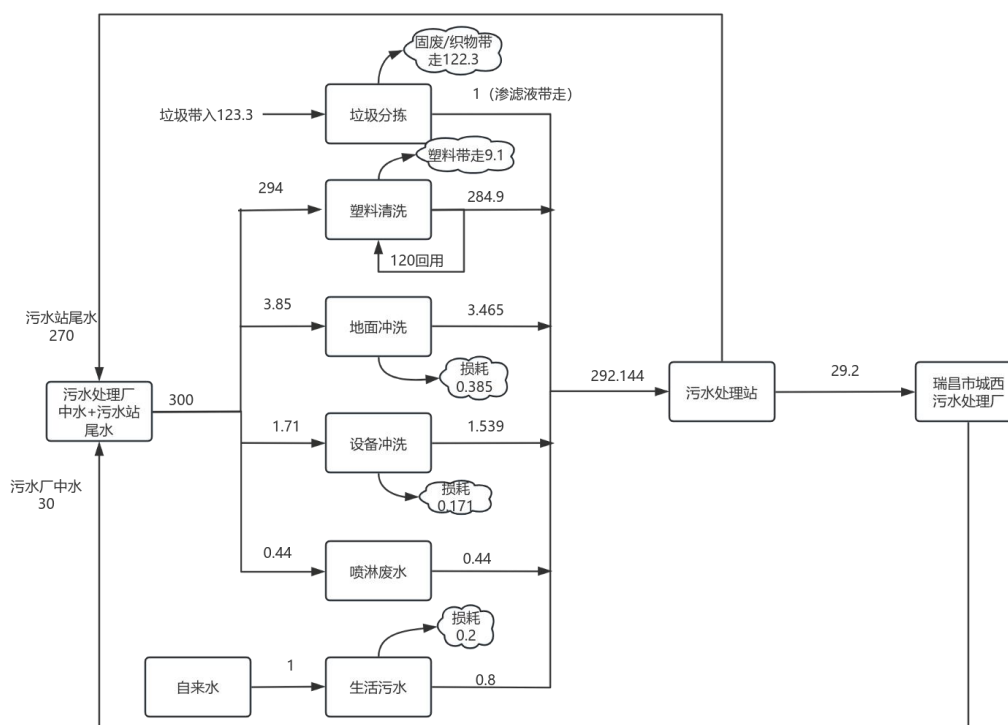 固废/织物带
走122.3
1（渗滤液带走）
垃圾带入123.3
垃圾分拣
塑料带走9.1
294
塑料清洗
284.9
120回用
3.85
地面冲洗
3.465
污水站尾水
270
损耗
0.385
污水处理厂
中水+污水站
尾水
300
292.144
污水处理站
29.2
瑞昌市城西
污水处理厂
1.71
设备冲洗
1.539
污水厂中水
30
损耗
0.171
0.44
喷淋废水
0.44
损耗
0.2
自来水
1
生活污水
0.8